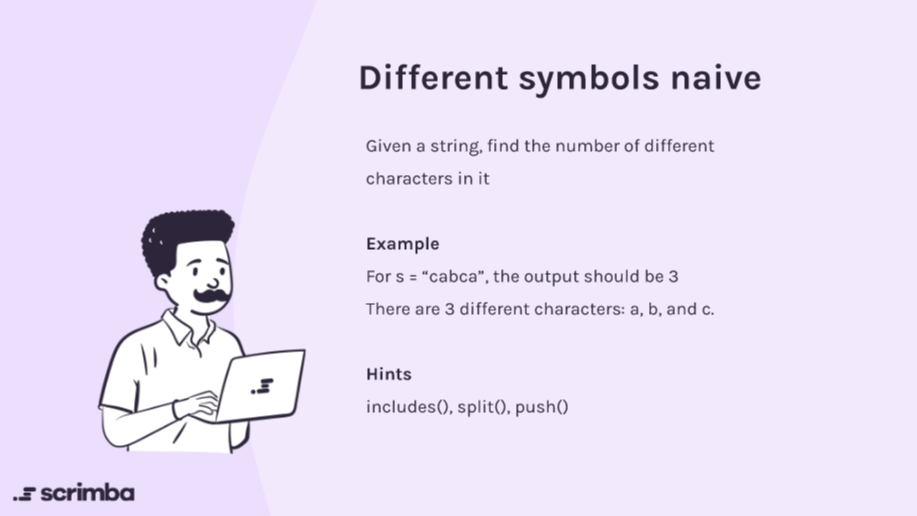 Different symbols naive
Given a string, find the number of different
characters in it
Example
For s = “cabca”, the output should be 3
There are 3 different characters: a, b, and c.
Hints
includes(), split(), push()
scrimba